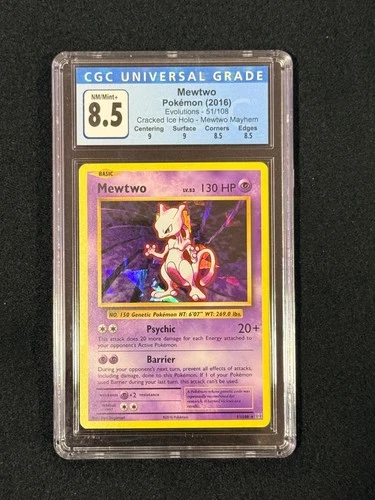 CGC UNIVERSAL GRADE
NM/Mint+
8.5
Mewtwo
Pokémon (2016)
Evolutions - 51/108
Cracked Ice Holo - Mewtwo Mayhem
Centering Surface Corners Edges
9 9 8.5 8.5
BASIC
Mewtwo LV.53 130 HP
NO. 150 Genetic Pokémon HT: 6'07" WT: 269.0 lbs.
Psychic 20+
This attack does 20 more damage for each Energy attached to
your opponent's Active Pokémon.
Barrier
During your opponent's next turn, prevent all effects of attacks,
including damage, done to this Pokémon. If 1 of your Pokémon
used Barrier during your last turn, this attack can't be used.
×2